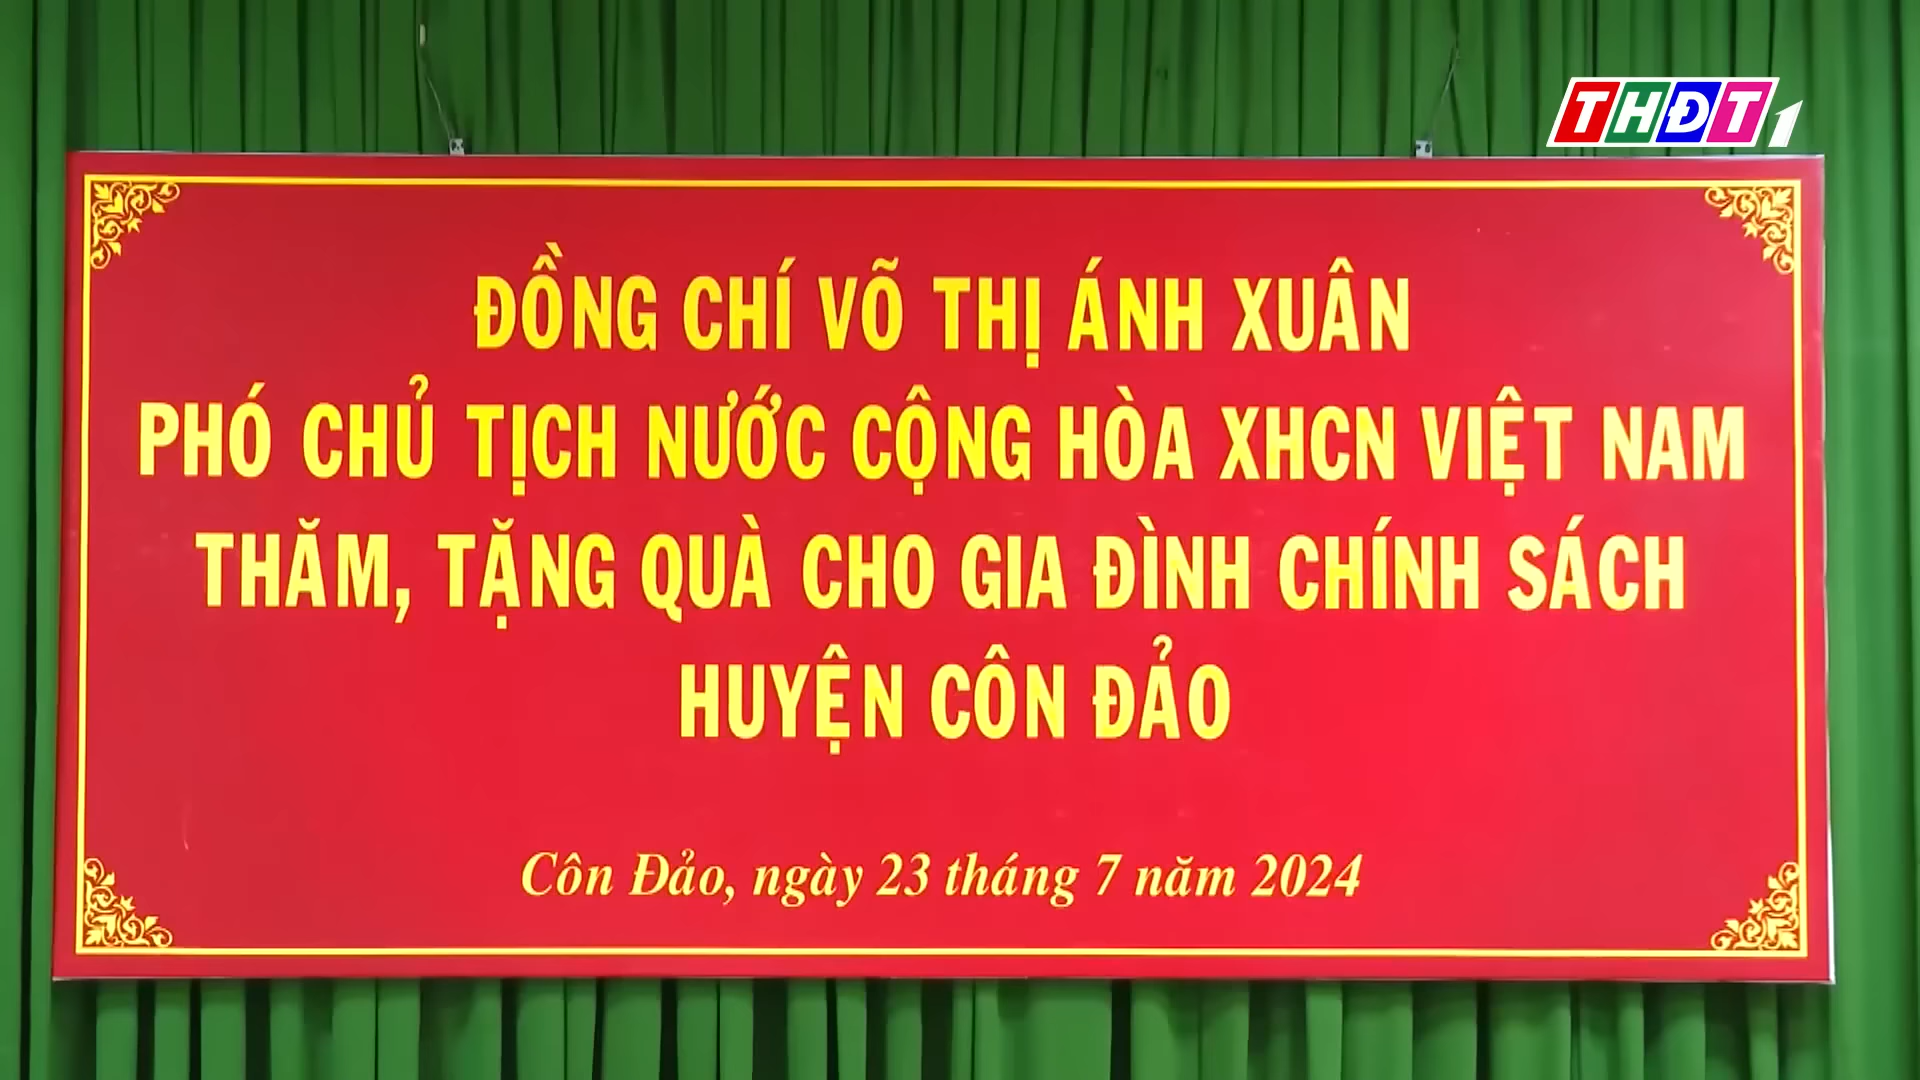 THĐT1
ĐỒNG CHÍ VÕ THỊ ÁNH XUÂN
PHÓ CHỦ TỊCH NƯỚC CỘNG HÒA XHCN VIỆT NAM
THĂM, TẶNG QUÀ CHO GIA ĐÌNH CHÍNH SÁCH
HUYỆN CÔN ĐẢO
Côn Đảo, ngày 23 tháng 7 năm 2024